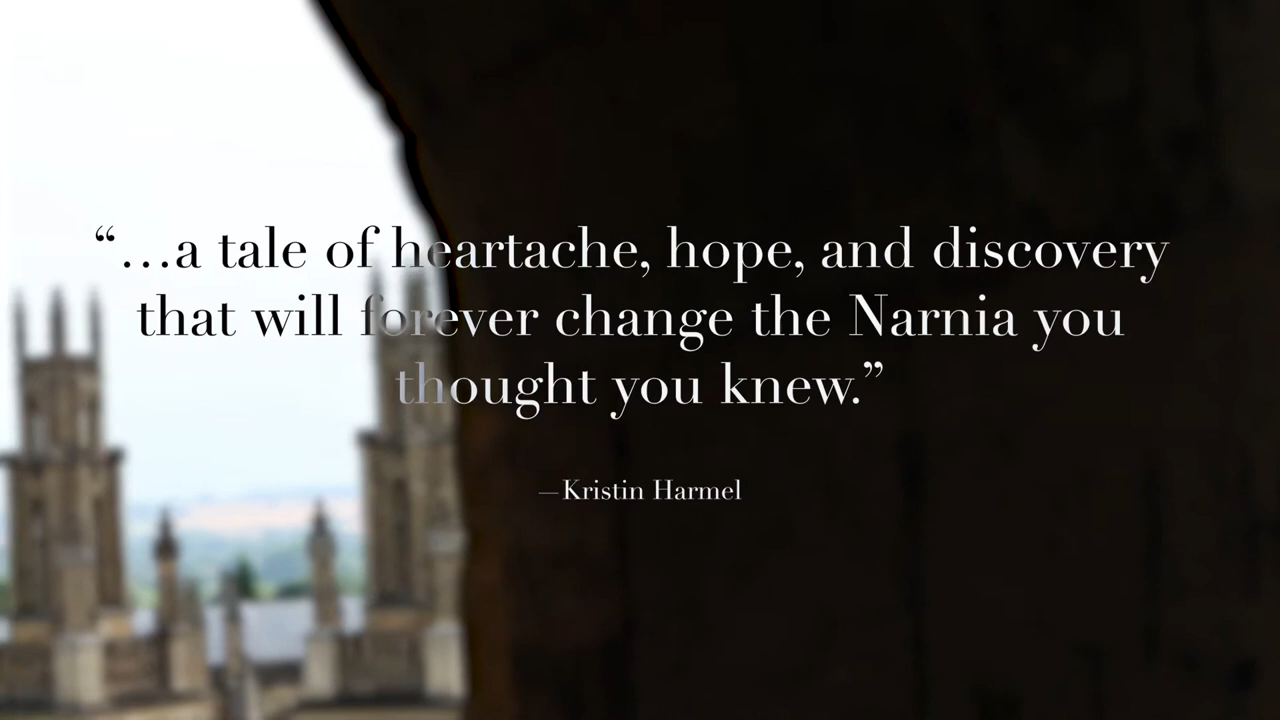 “…a tale of heartache, hope, and discovery
that will forever change the Narnia you
thought you knew.”
—Kristin Harmel